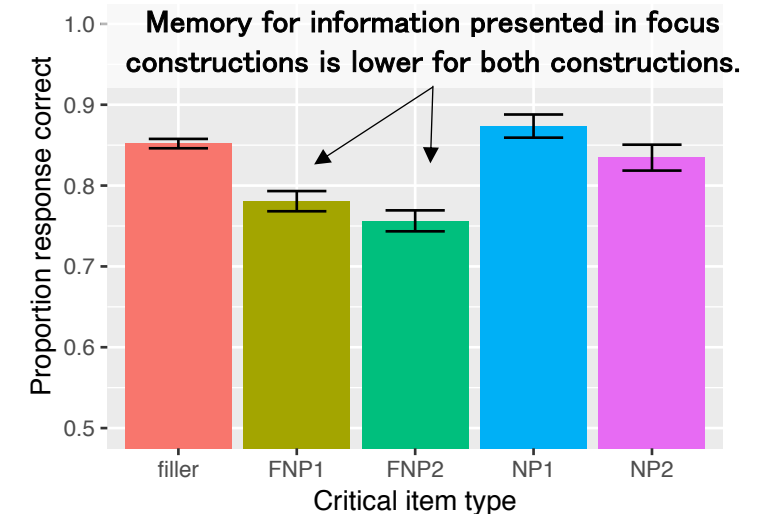 Memory for information presented in focus
constructions is lower for both constructions.
Proportion response correct
1.0
0.9
0.8
0.7
0.6
0.5
filler FNP1 FNP2 NP1 NP2
Critical item type